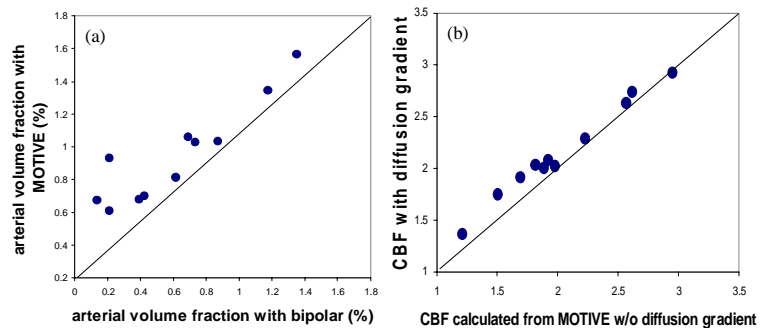 (a)
arterial volume fraction with
MOTIVE (%)
1.8
1.6
1.4
1.2
1
0.8
0.6
0.4
0.2
0 0.2 0.4 0.6 0.8 1 1.2 1.4 1.6 1.8
arterial volume fraction with bipolar (%)
(b)
CBF with diffusion gradient
3.5
3
2.5
2
1.5
1
1 1.5 2 2.5 3 3.5
CBF calculated from MOTIVE w/o diffusion gradient